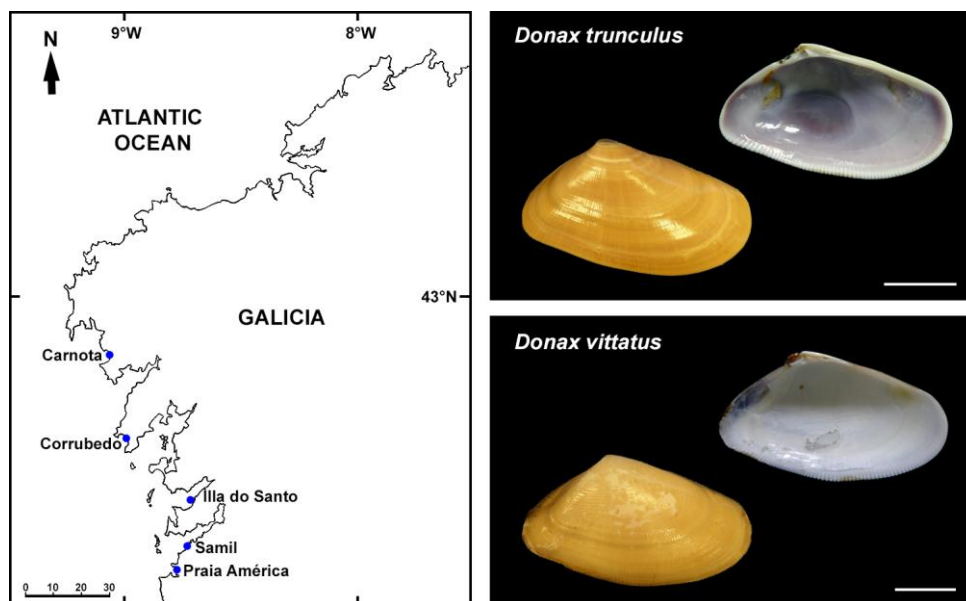 9°W
8°W
N
ATLANTIC
OCEAN
43°N
GALICIA
Carnota
Corrubedo
Illa do Santo
Samil
Praia América
0 10 20 30
Donax trunculus
Donax vittatus